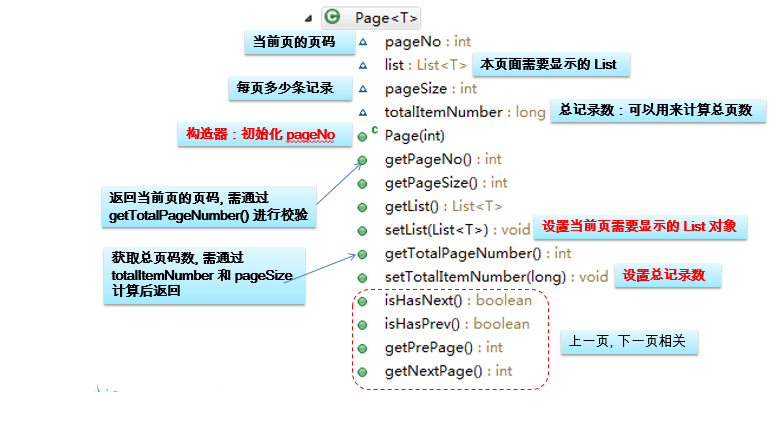 Page<T>
当前页的页码
pageNo : int
list : List<T>
本页面需要显示的 List
每页多少条记录
pageSize : int
totalItemNumber : long
总记录数：可以用来计算总页数
构造器：初始化 pageNo
C Page(int)
getPageNo() : int
getPageSize() : int
返回当前页的页码, 需通过
getTotalPageNumber() 进行校验
getList() : List<T>
setList(List<T>) : void
设置当前页需要显示的 List 对象
获取总页码数, 需通过
totalItemNumber 和 pageSize
计算后返回
getTotalPageNumber() : int
setTotalItemNumber(long) : void
设置总记录数
isHasNext() : boolean
isHasPrev() : boolean
getPrePage() : int
getNextPage() : int
上一页, 下一页相关